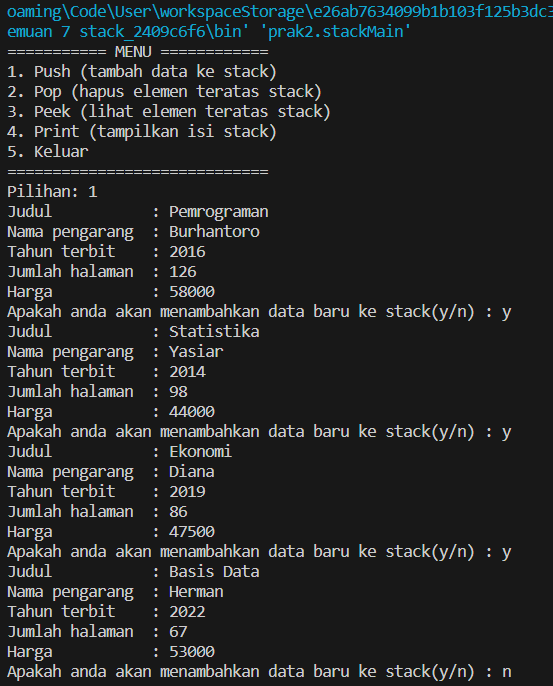 oaming\Code\User\workspaceStorage\e26ab7634099b1b103f125b3dc3
emuan 7 stack_2409c6f6\bin' 'prak2.stackMain'
=========== MENU ============
1. Push (tambah data ke stack)
2. Pop (hapus elemen teratas stack)
3. Peek (lihat elemen teratas stack)
4. Print (tampilkan isi stack)
5. Keluar
=============================
Pilihan: 1
Judul           : Pemrograman
Nama pengarang  : Burhantoro
Tahun terbit    : 2016
Jumlah halaman  : 126
Harga           : 58000
Apakah anda akan menambahkan data baru ke stack(y/n) : y
Judul           : Statistika
Nama pengarang  : Yasiar
Tahun terbit    : 2014
Jumlah halaman  : 98
Harga           : 44000
Apakah anda akan menambahkan data baru ke stack(y/n) : y
Judul           : Ekonomi
Nama pengarang  : Diana
Tahun terbit    : 2019
Jumlah halaman  : 86
Harga           : 47500
Apakah anda akan menambahkan data baru ke stack(y/n) : y
Judul           : Basis Data
Nama pengarang  : Herman
Tahun terbit    : 2022
Jumlah halaman  : 67
Harga           : 53000
Apakah anda akan menambahkan data baru ke stack(y/n) : n